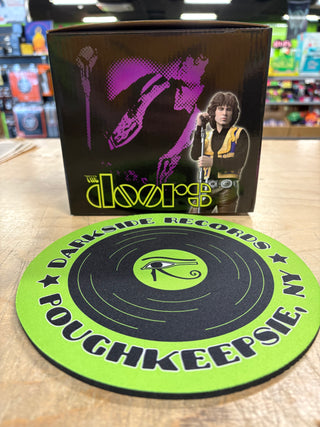 THE
doors
DARKSIDE RECORDS
POUGHKEEPSIE, NY